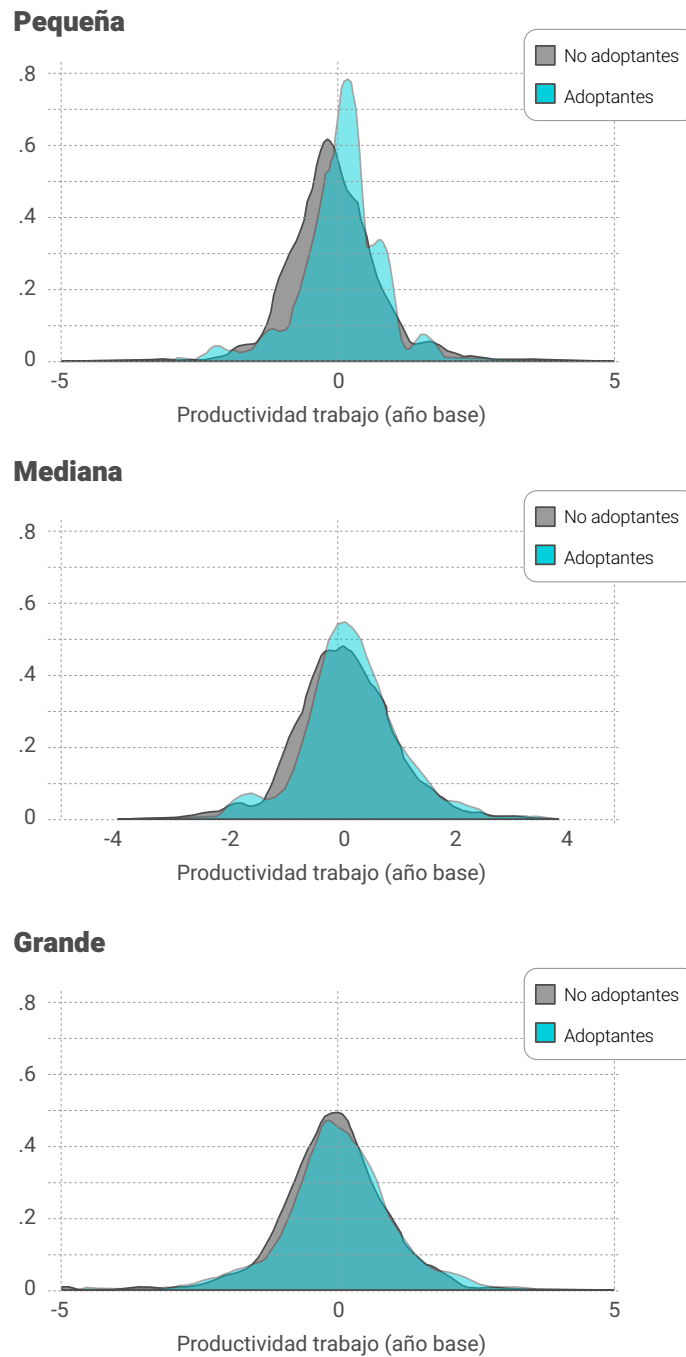 Pequeña
No adoptantes
Adoptantes
.8
.6
.4
.2
0
-5 0 5
Productividad trabajo (año base)
Mediana
No adoptantes
Adoptantes
.8
.6
.4
.2
0
-4 -2 0 2 4
Productividad trabajo (año base)
Grande
No adoptantes
Adoptantes
.8
.6
.4
.2
0
-5 0 5
Productividad trabajo (año base)